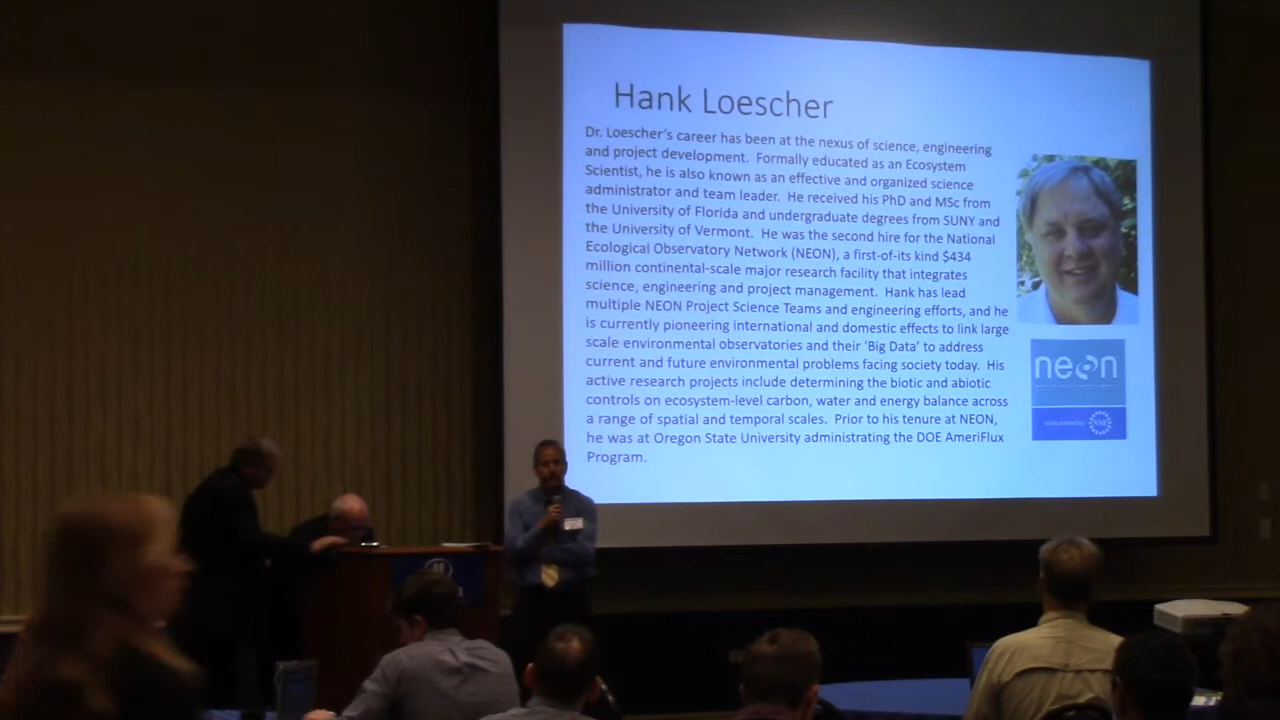 Hank Loescher
Dr. Loescher's career has been at the nexus of science, engineering
and project development. Formally educated as an Ecosystem
Scientist, he is also known as an effective and organized science
administrator and team leader. He received his PhD and MSc from
the University of Florida and undergraduate degrees from SUNY and
the University of Vermont. He was the second hire for the National
Ecological Observatory Network (NEON), a first-of-its kind $434
million continental-scale major research facility that integrates
science, engineering and project management. Hank has lead
multiple NEON Project Science Teams and engineering efforts, and he
is currently pioneering international and domestic effects to link large
scale environmental observatories and their 'Big Data' to address
current and future environmental problems facing society today. His
active research projects include determining the biotic and abiotic
controls on ecosystem-level carbon, water and energy balance across
a range of spatial and temporal scales. Prior to his tenure at NEON,
he was at Oregon State University administrating the DOE AmeriFlux
Program.
neon
NSF